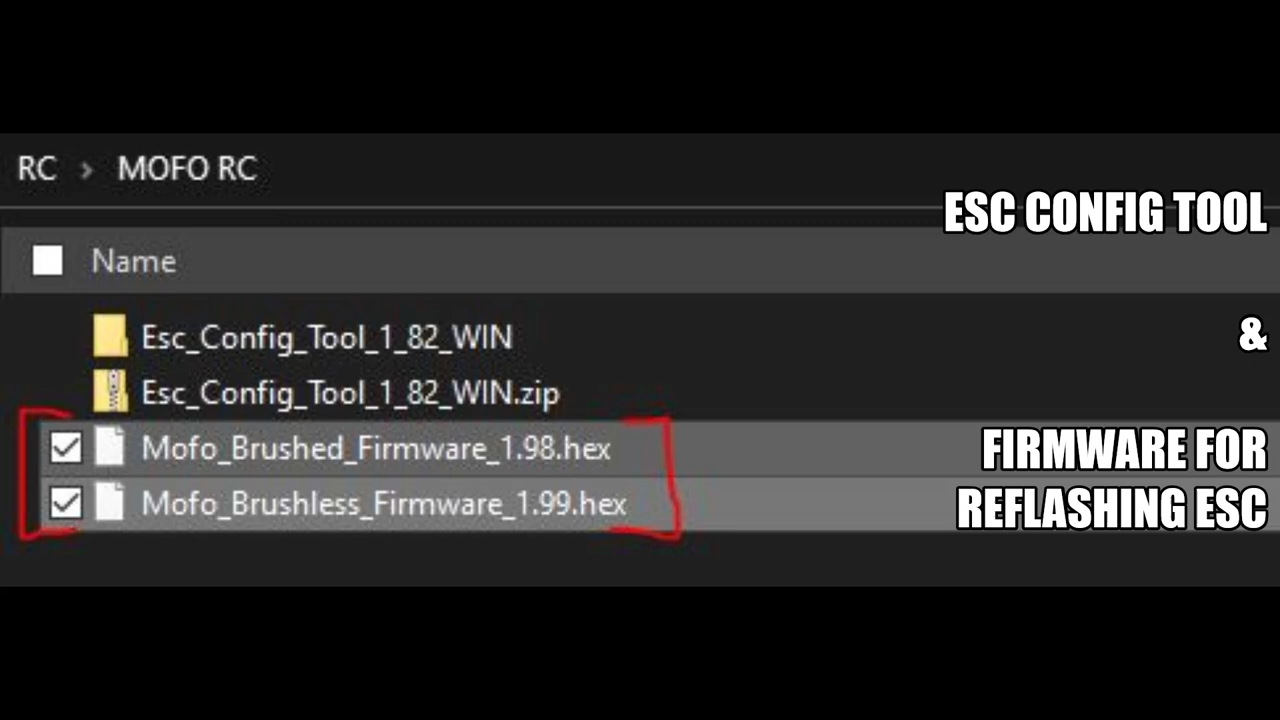 RC > MOFO RC
ESC CONFIG TOOL
Name
Esc_Config_Tool_1_82_WIN
&
Esc_Config_Tool_1_82_WIN.zip
Mofo_Brushed_Firmware_1.98.hex
Mofo_Brushless_Firmware_1.99.hex
FIRMWARE FOR
REFLASHING ESC